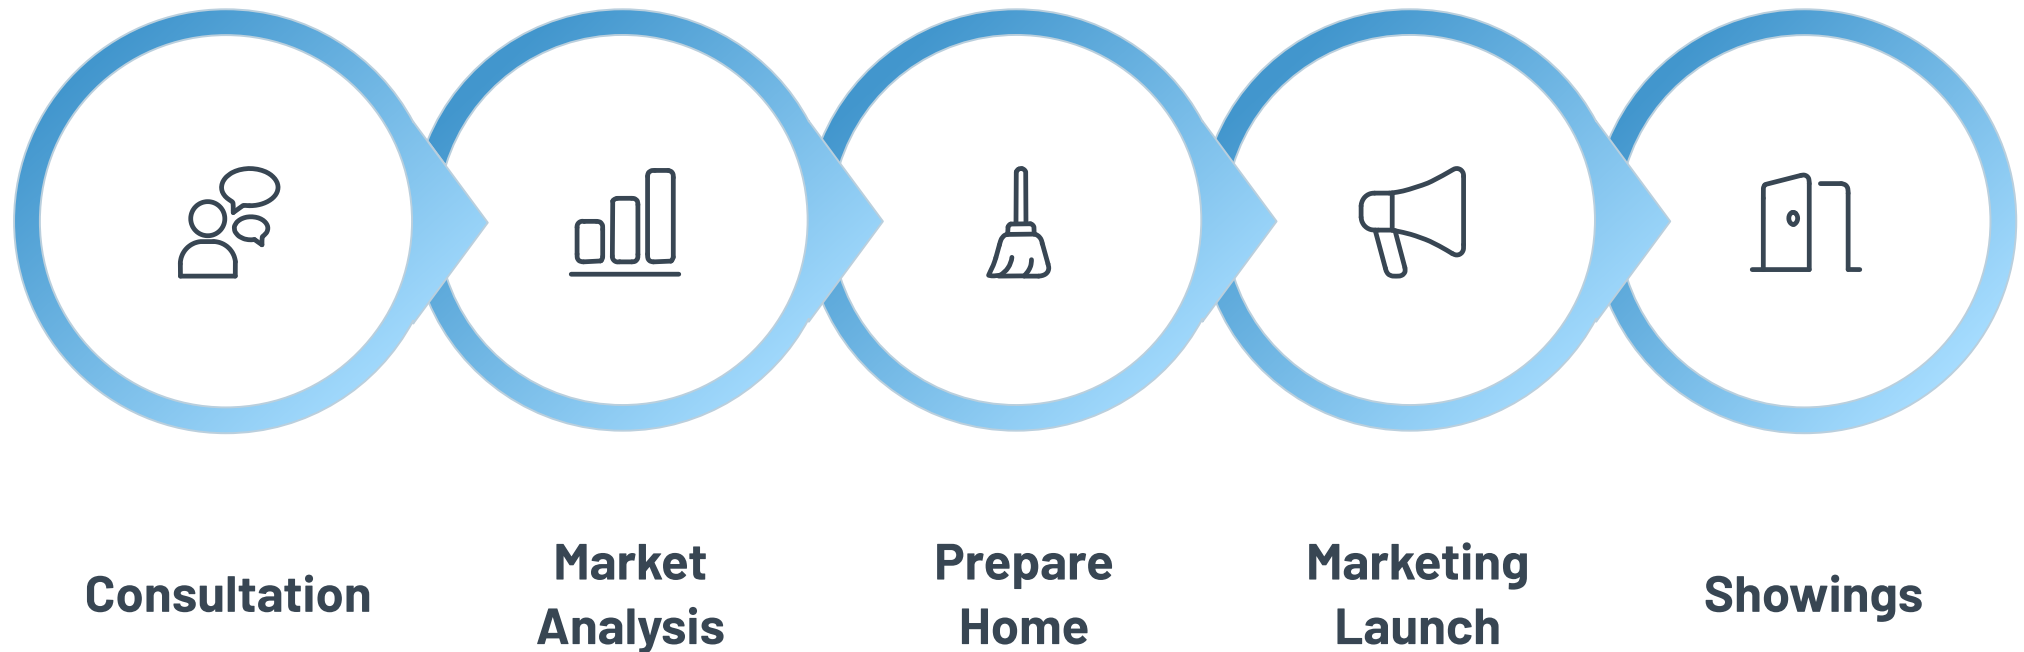 Consultation
Market
Analysis
Prepare
Home
Marketing
Launch
Showings